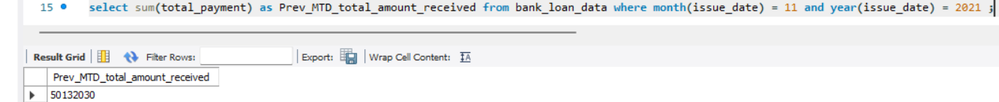 15 select sum(total_payment) as Prev_MTD_total_amount_received from bank_loan_data where month(issue_date) = 11 and year(issue_date) = 2021 ;
Result Grid Filter Rows: Export: Wrap Cell Content:
Prev_MTD_total_amount_received
50132030